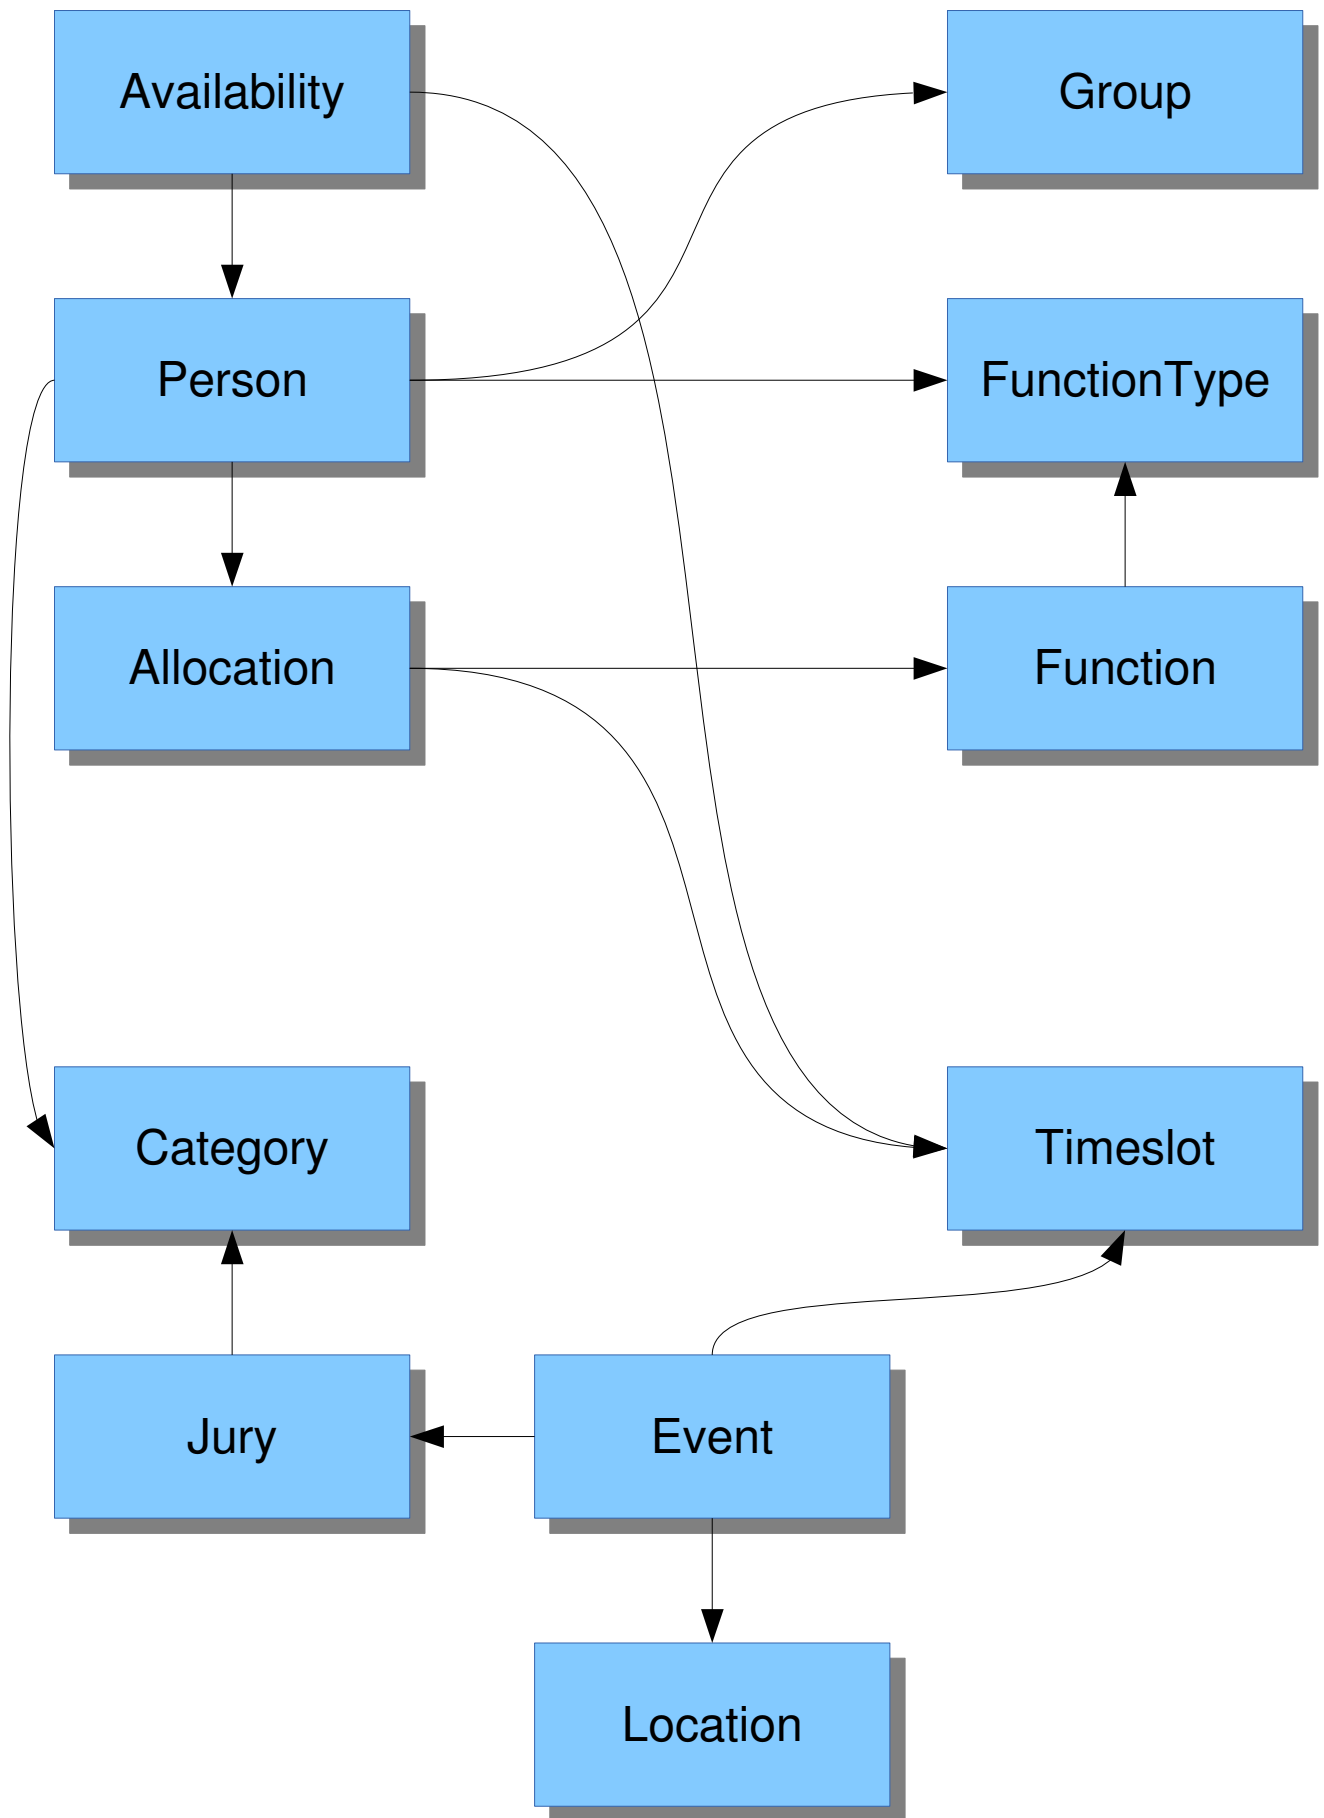 Availability
Group
Person
FunctionType
Allocation
Function
Category
Timeslot
Jury
Event
Location